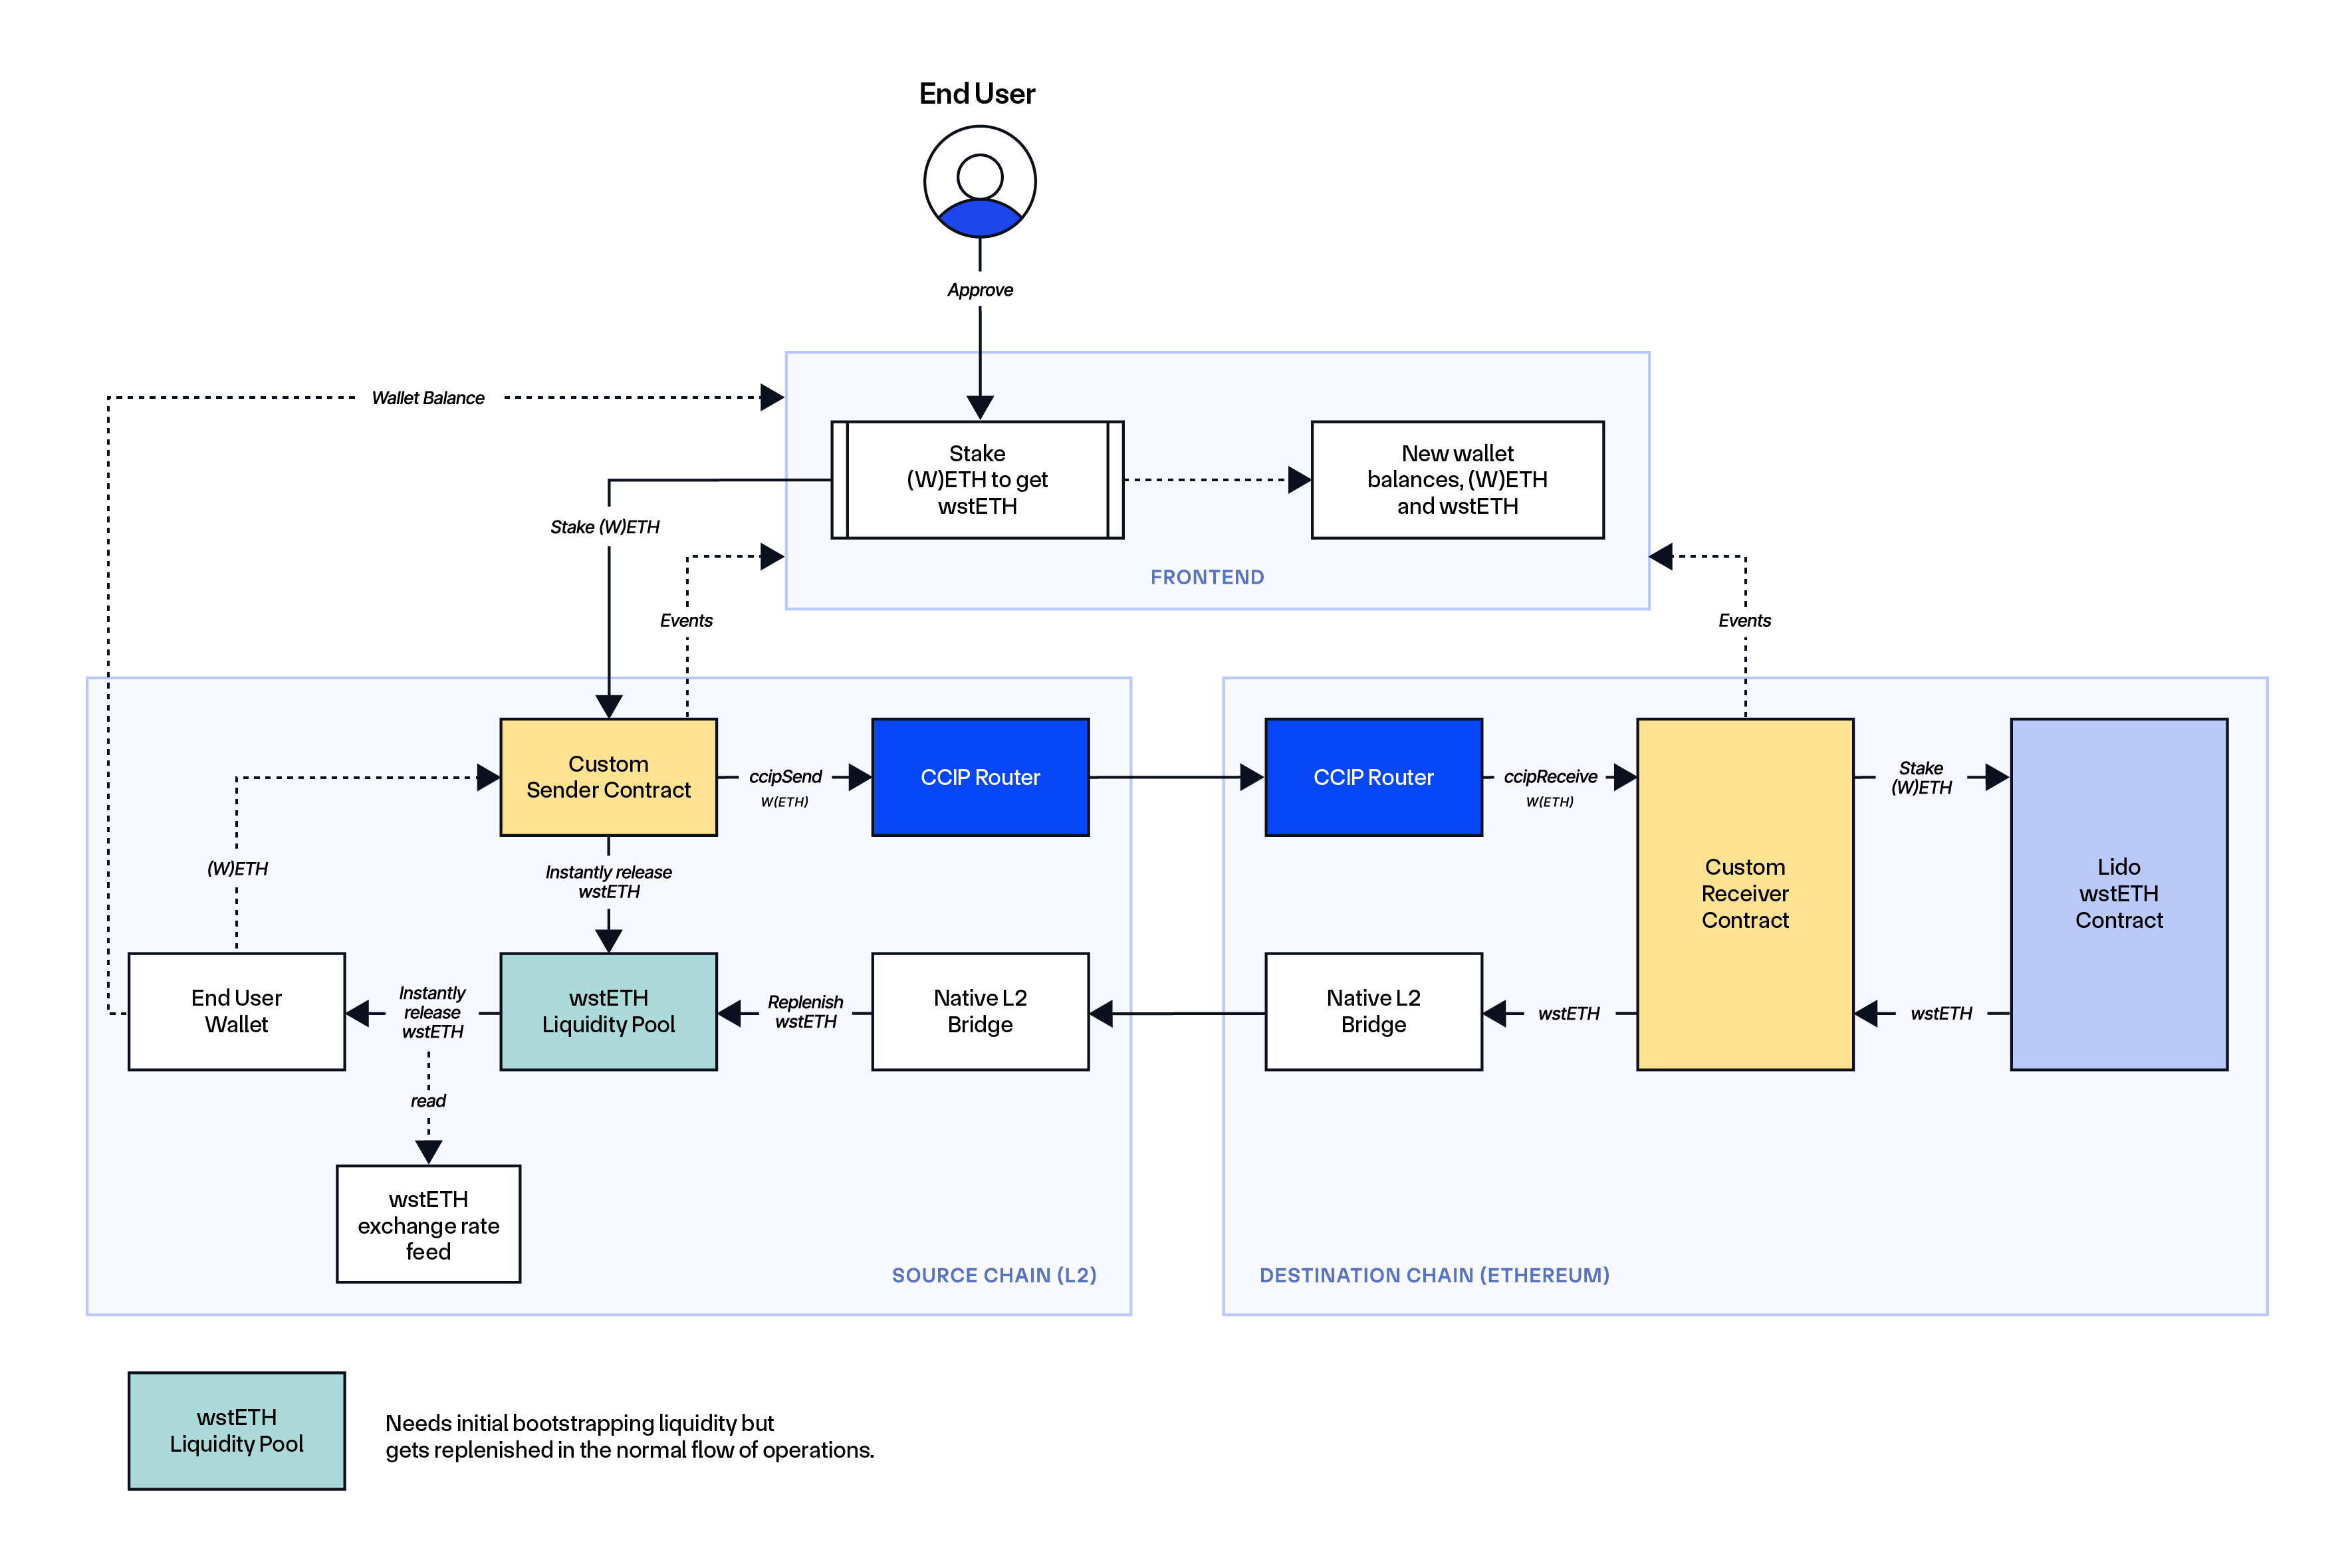 End User
Approve
Wallet Balance
Stake
(W)ETH to get
wstETH
New wallet
balances, (W)ETH
and wstETH
Stake (W)ETH
FRONTEND
Events
Events
Custom
Sender Contract
ccipSend
W(ETH)
CCIP Router
CCIP Router
ccipReceive
W(ETH)
Custom
Receiver
Contract
Stake
(W)ETH
Lido
wstETH
Contract
(W)ETH
Instantly release
wstETH
End User
Wallet
Instantly
release
wstETH
wstETH
Liquidity Pool
Replenish
wstETH
Native L2
Bridge
Native L2
Bridge
wstETH
wstETH
read
wstETH
exchange rate
feed
SOURCE CHAIN (L2)
DESTINATION CHAIN (ETHEREUM)
wstETH
Liquidity Pool
Needs initial bootstrapping liquidity but
gets replenished in the normal flow of operations.